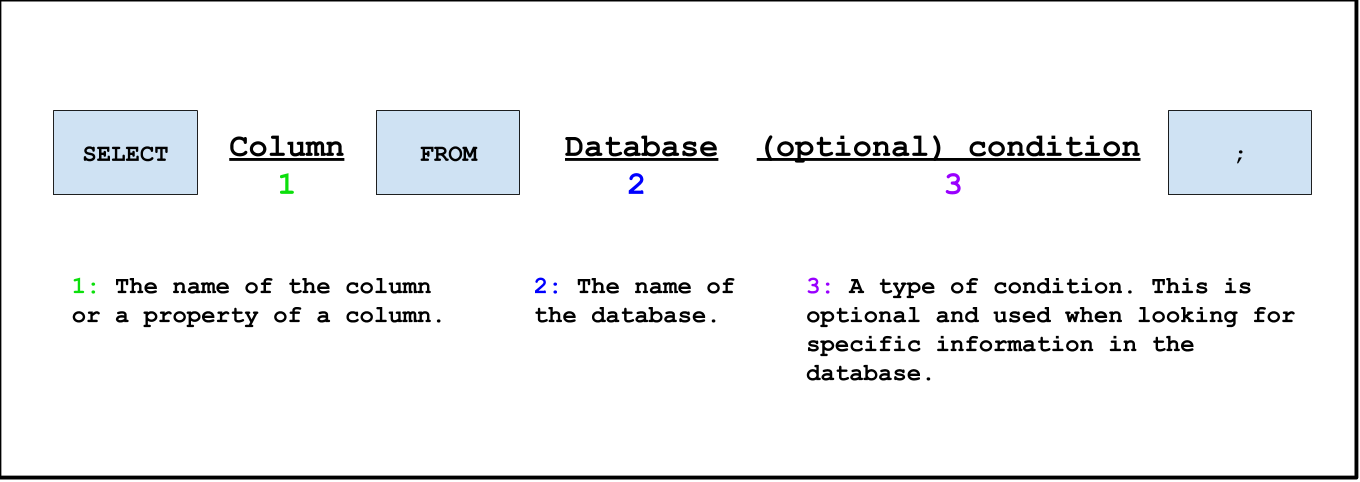 SELECT Column FROM Database (optional) condition ;
1 2 3
1: The name of the column
or a property of a column.
2: The name of
the database.
3: A type of condition. This is
optional and used when looking for
specific information in the
database.